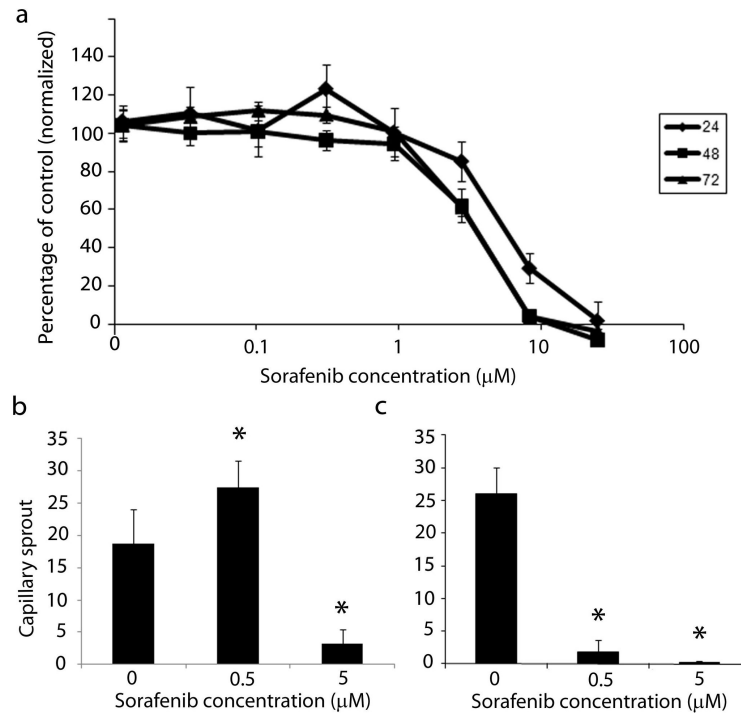 a
Percentage of control (normalized)
140
120
100
80
60
40
20
0
0 0.1 1 10 100
Sorafenib concentration (μM)
24
48
72
b
Capillary sprout
35
30
25
20
15
10
5
0
*
*
0 0.5 5
Sorafenib concentration (μM)
c
35
30
25
20
15
10
5
0
*
*
0 0.5 5
Sorafenib concentration (μM)